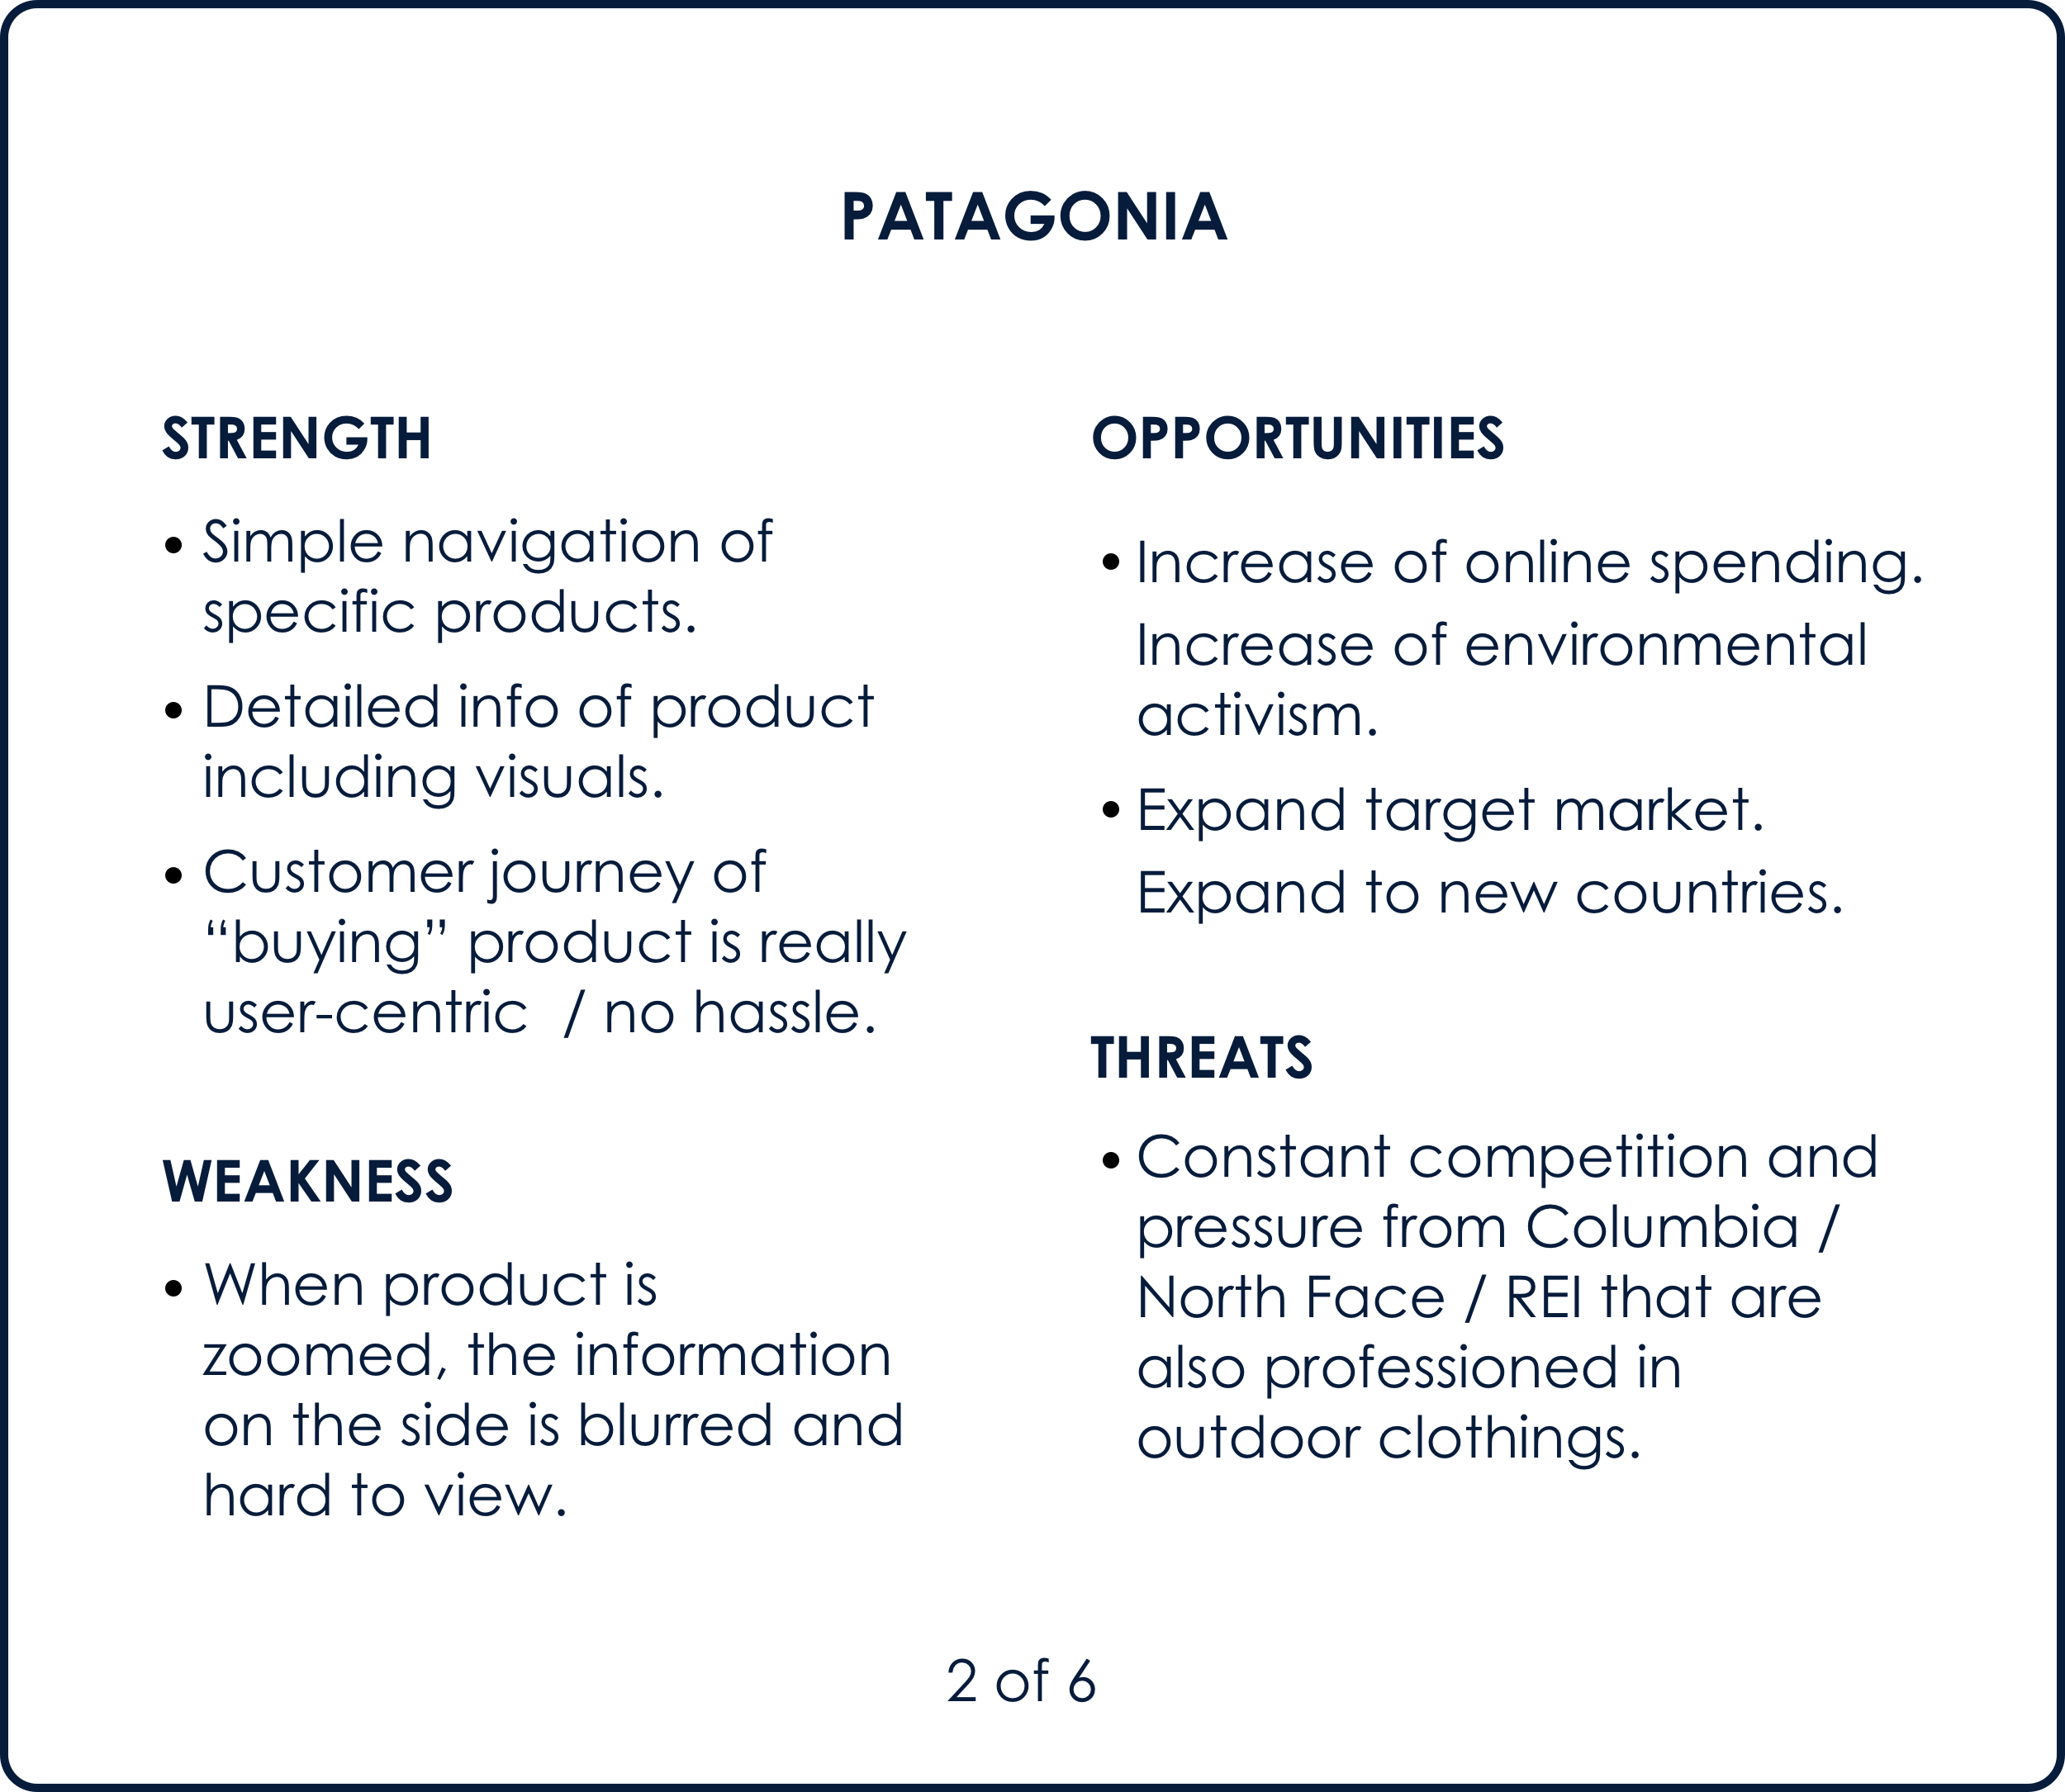 PATAGONIA
STRENGTH
• Simple navigation of
specific products.
• Detailed info of product
including visuals.
• Customer journey of
“buying” product is really
user-centric  / no hassle.
WEAKNESS
• When product is
zoomed, the information
on the side is blurred and
hard to view.
OPPORTUNITIES
• Increase of online spending.
Increase of environmental
activism.
• Expand target market.
Expand to new countries.
THREATS
• Constant competition and
pressure from Columbia /
North Face / REI that are
also professioned in
outdoor clothings.
2 of 6